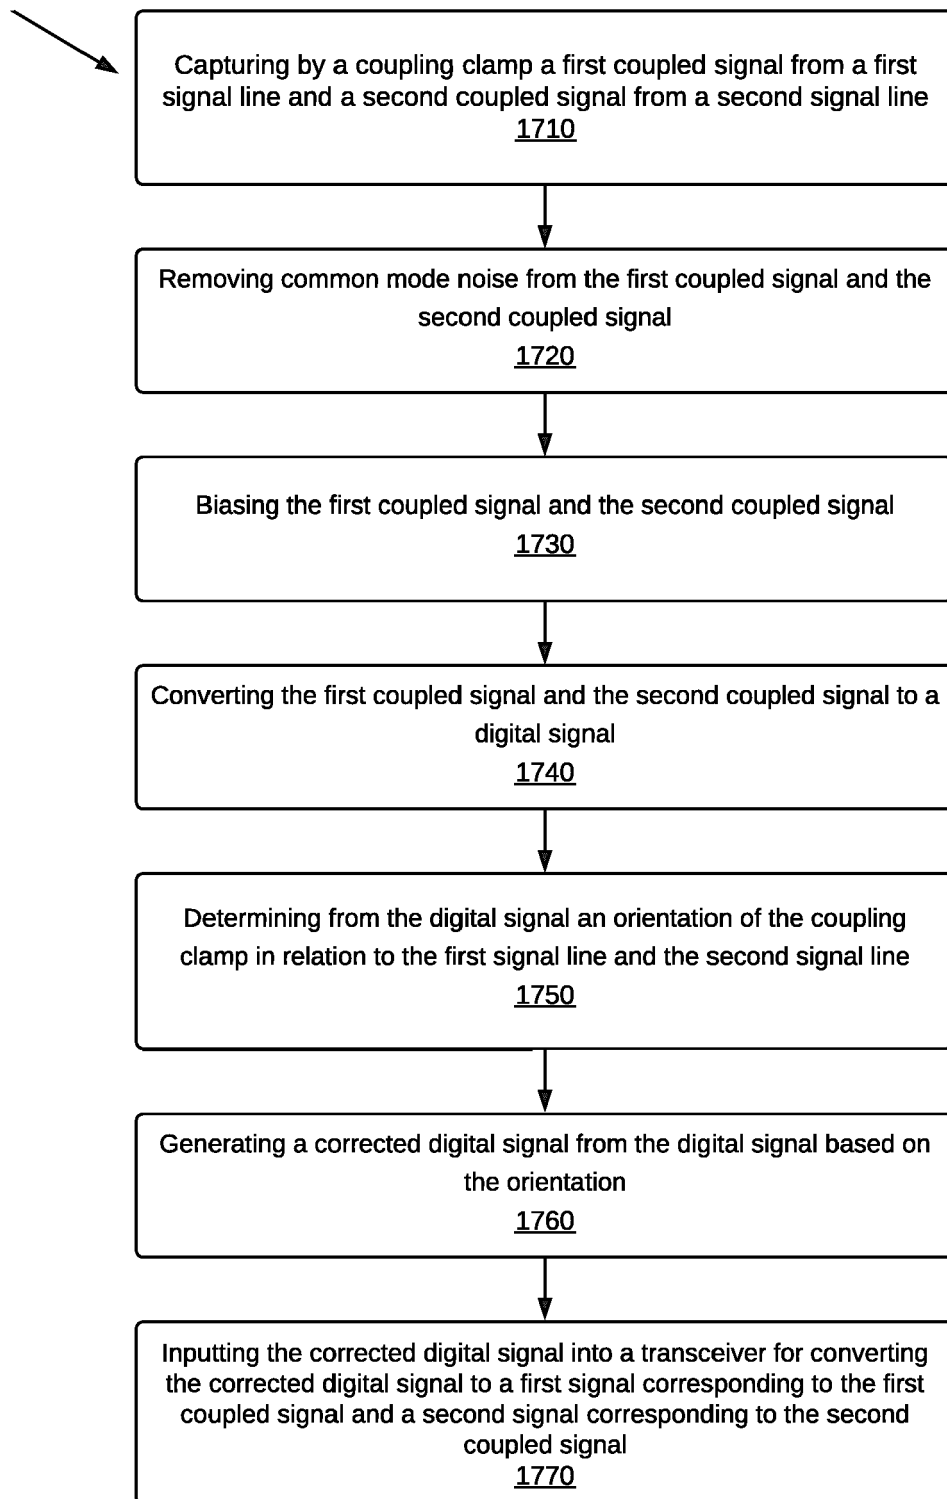 Capturing by a coupling clamp a first coupled signal from a first
signal line and a second coupled signal from a second signal line
1710
Removing common mode noise from the first coupled signal and the
second coupled signal
1720
Biasing the first coupled signal and the second coupled signal
1730
Converting the first coupled signal and the second coupled signal to a
digital signal
1740
Determining from the digital signal an orientation of the coupling
clamp in relation to the first signal line and the second signal line
1750
Generating a corrected digital signal from the digital signal based on
the orientation
1760
Inputting the corrected digital signal into a transceiver for converting
the corrected digital signal to a first signal corresponding to the first
coupled signal and a second signal corresponding to the second
coupled signal
1770